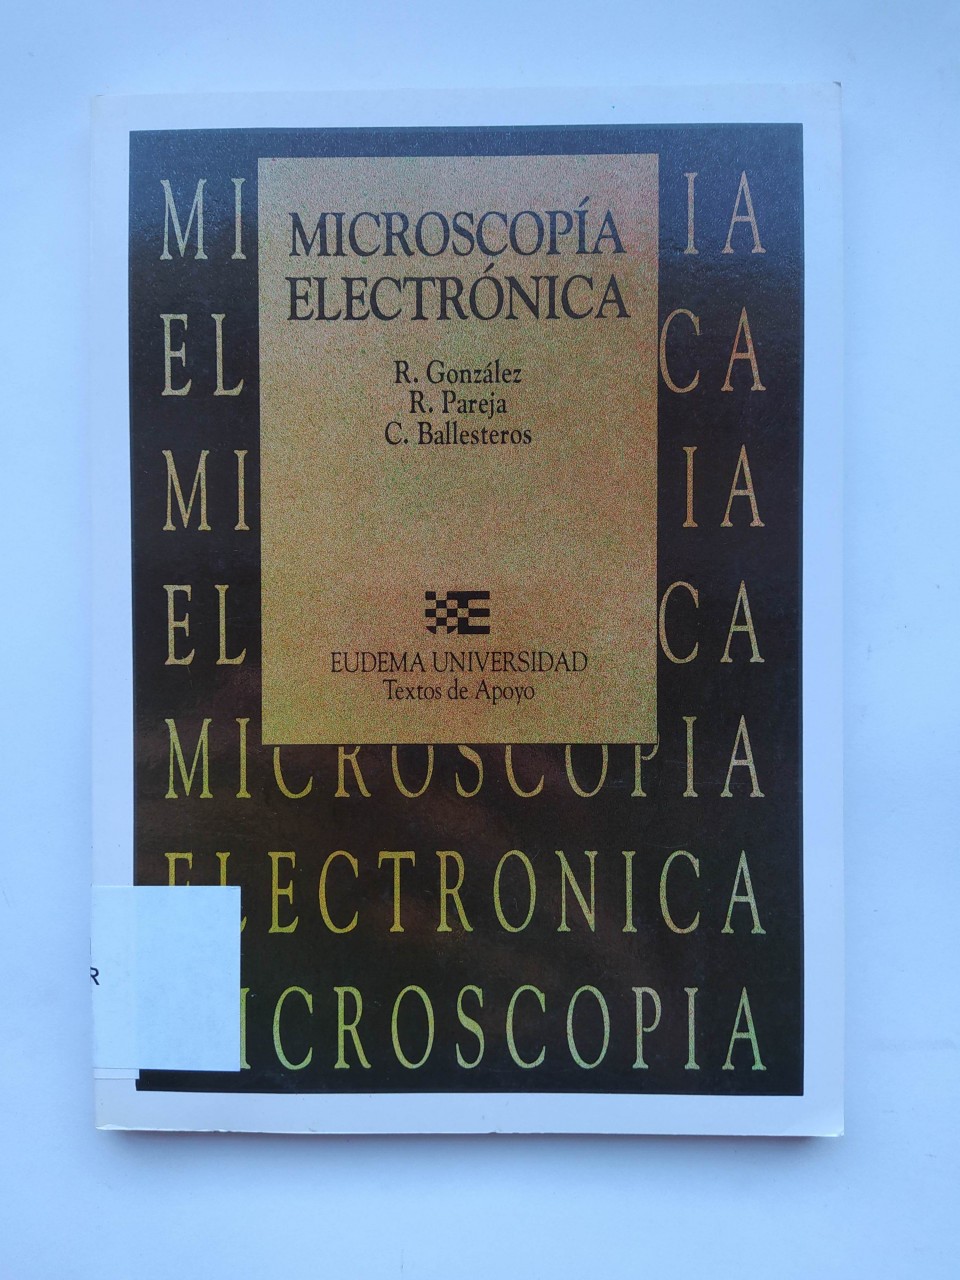 MICROSCOPÍA
ELECTRÓNICA
R. González
R. Pareja
C. Ballesteros
EUDEMA UNIVERSIDAD
Textos de Apoyo
MI IA
EL CA
MI IA
EL CA
MICROSCOPIA
ELECTRONICA
R
ICROSCOPIA